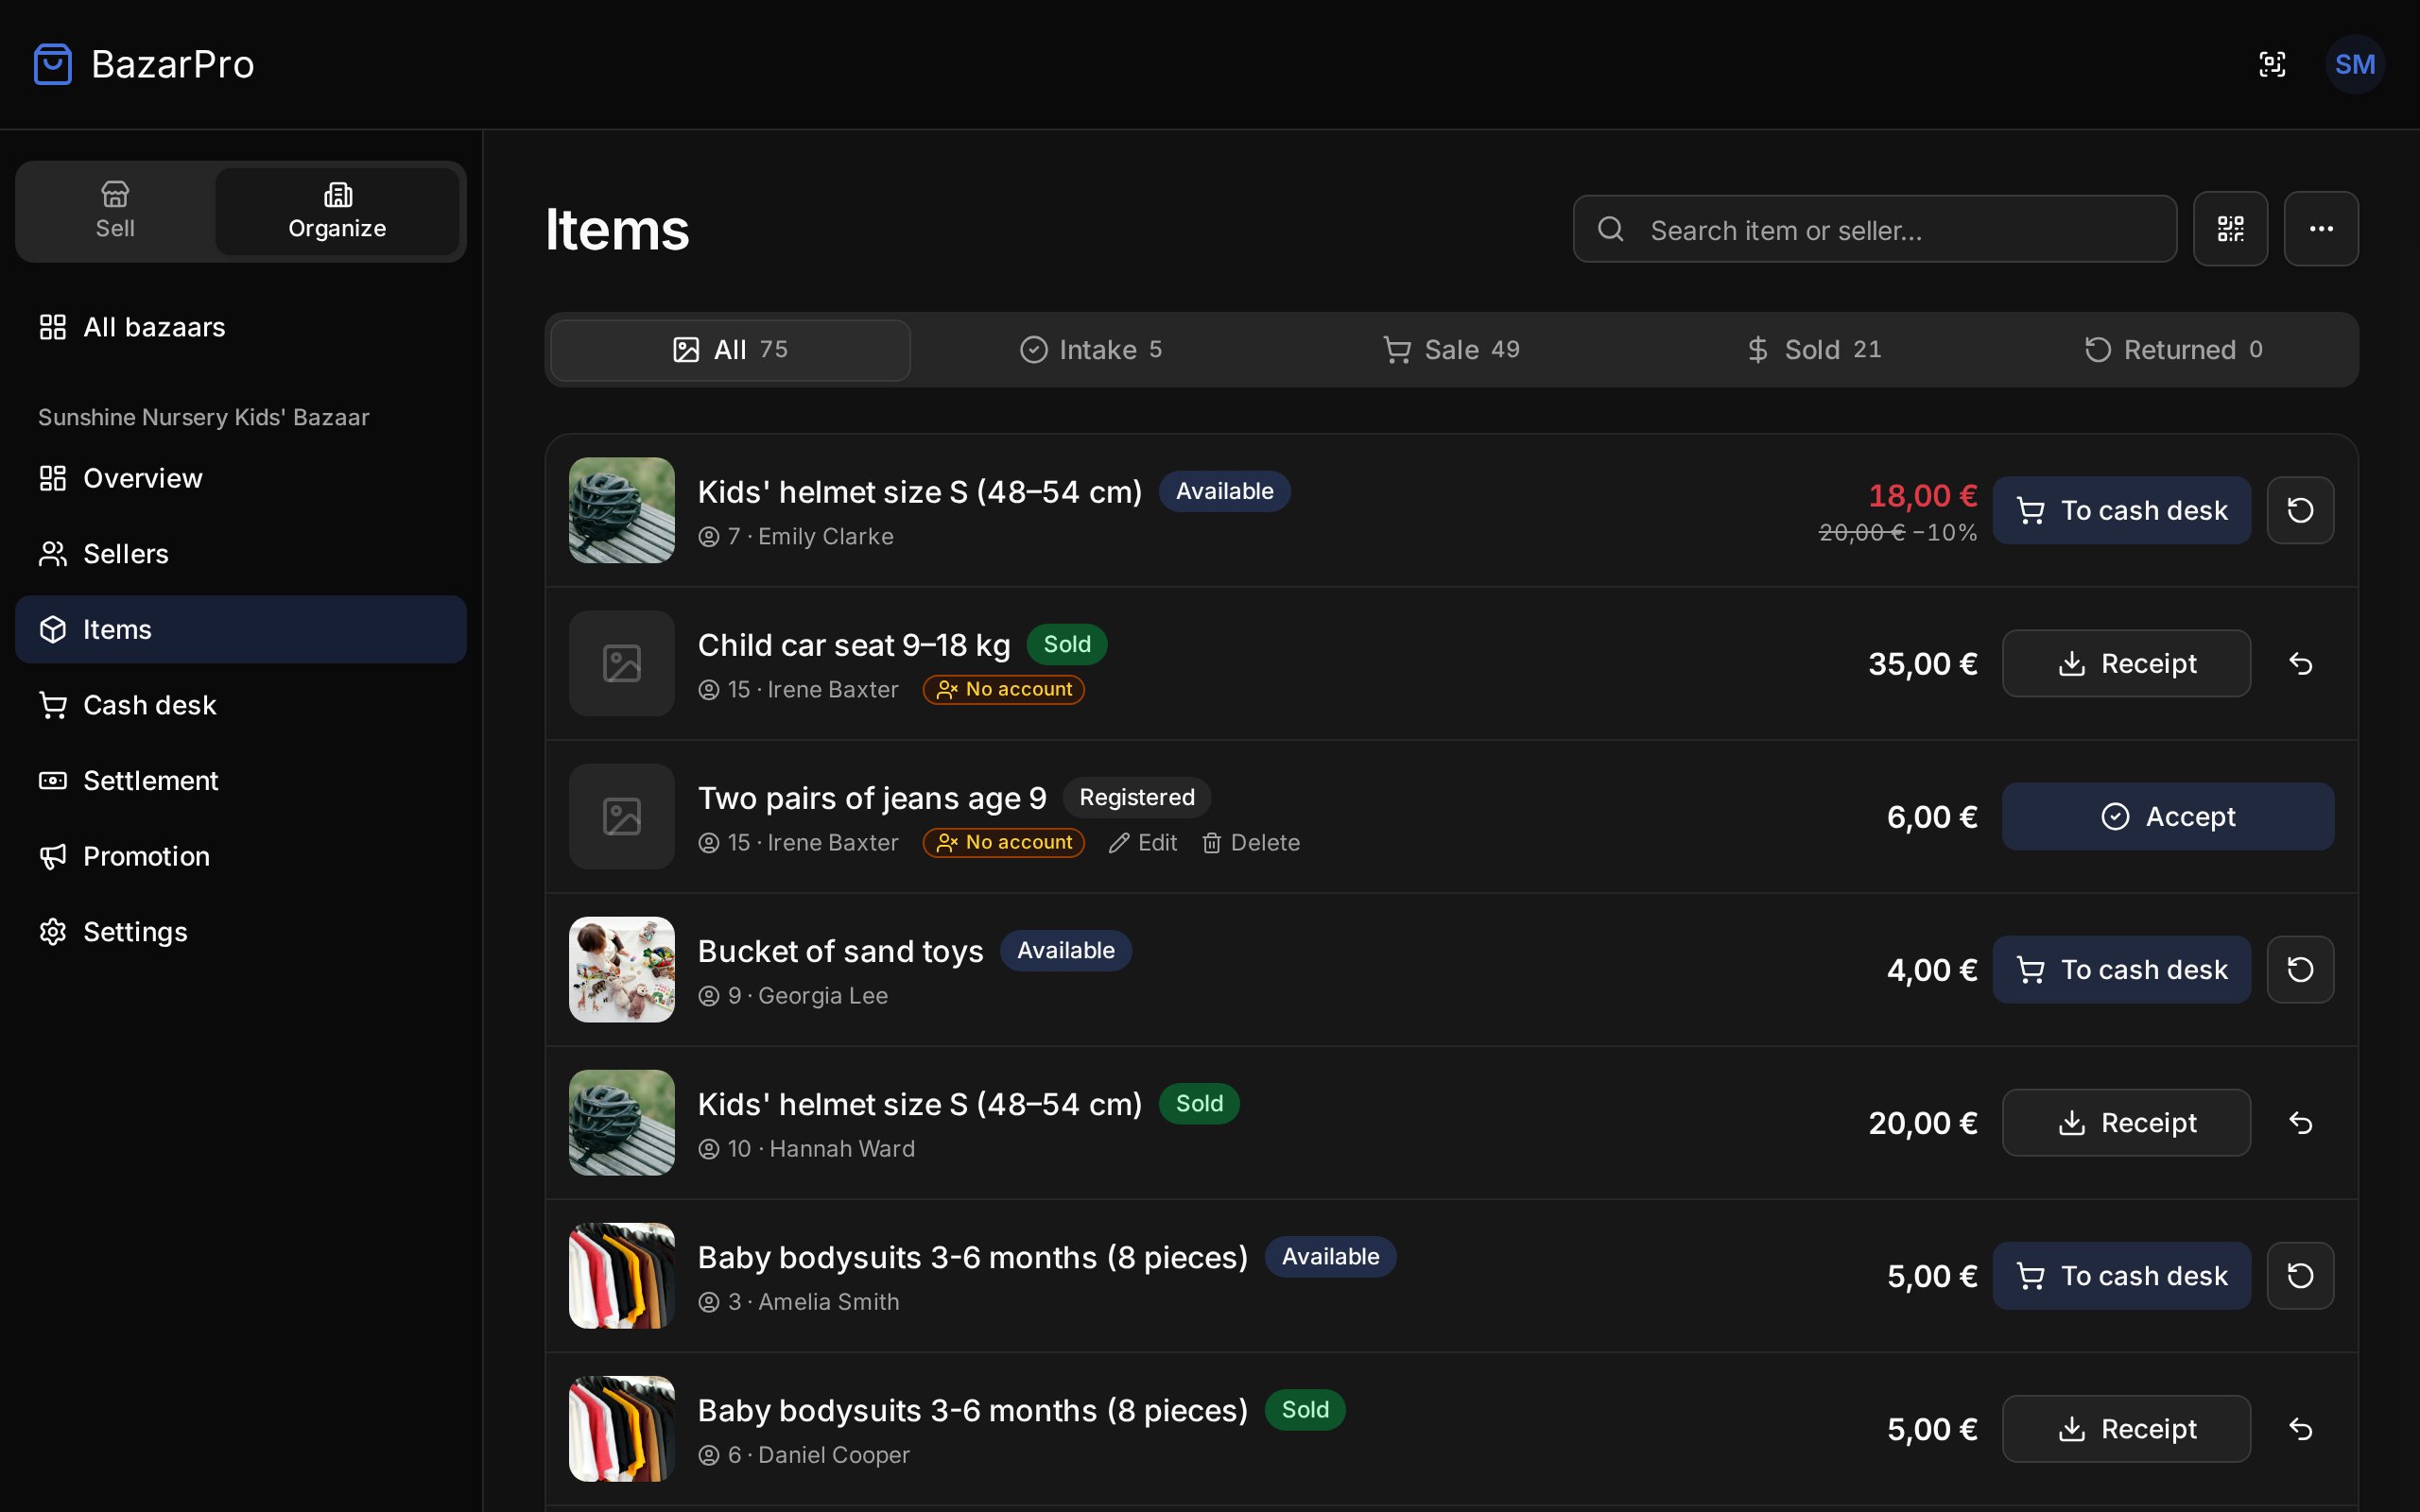 BazarPro
SM
Sell
Organize
All bazaars
Sunshine Nursery Kids' Bazaar
Overview
Sellers
Items
Cash desk
Settlement
Promotion
Settings
Items
Search item or seller...
All 75
Intake 5
Sale 49
Sold 21
Returned 0
Kids' helmet size S (48–54 cm) Available
7 · Emily Clarke
18,00 €
20,00 € −10%
To cash desk
Child car seat 9–18 kg Sold
15 · Irene Baxter No account
35,00 €
Receipt
Two pairs of jeans age 9 Registered
15 · Irene Baxter No account Edit Delete
6,00 €
Accept
Bucket of sand toys Available
9 · Georgia Lee
4,00 €
To cash desk
Kids' helmet size S (48–54 cm) Sold
10 · Hannah Ward
20,00 €
Receipt
Baby bodysuits 3-6 months (8 pieces) Available
3 · Amelia Smith
5,00 €
To cash desk
Baby bodysuits 3-6 months (8 pieces) Sold
6 · Daniel Cooper
5,00 €
Receipt